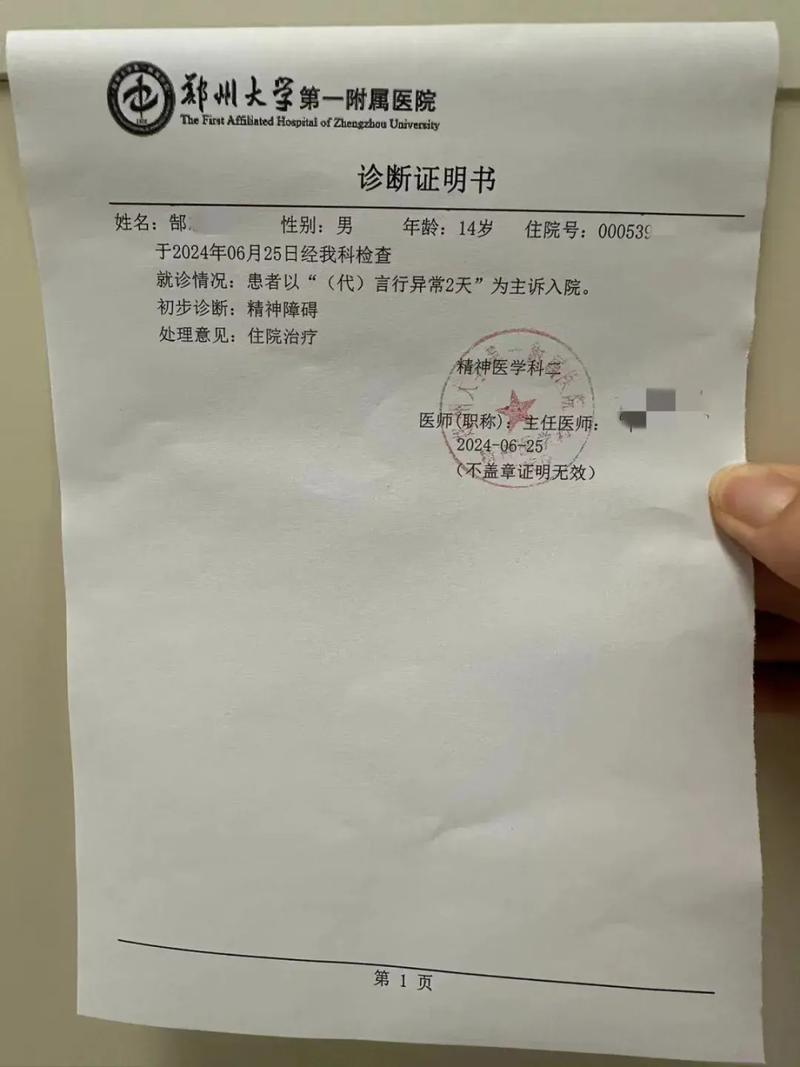 郑州大学第一附属医院
The First Affiliated Hospital of Zhengzhou University
诊断证明书
姓名：郜 性别：男 年龄：14岁 住院号：000539
于2024年06月25日经我科检查
就诊情况：患者以“（代）言行异常2天”为主诉入院。
初步诊断：精神障碍
处理意见：住院治疗
精神医学科二
医师(职称)：主任医师：
2024-06-25
（不盖章证明无效）
第 1 页